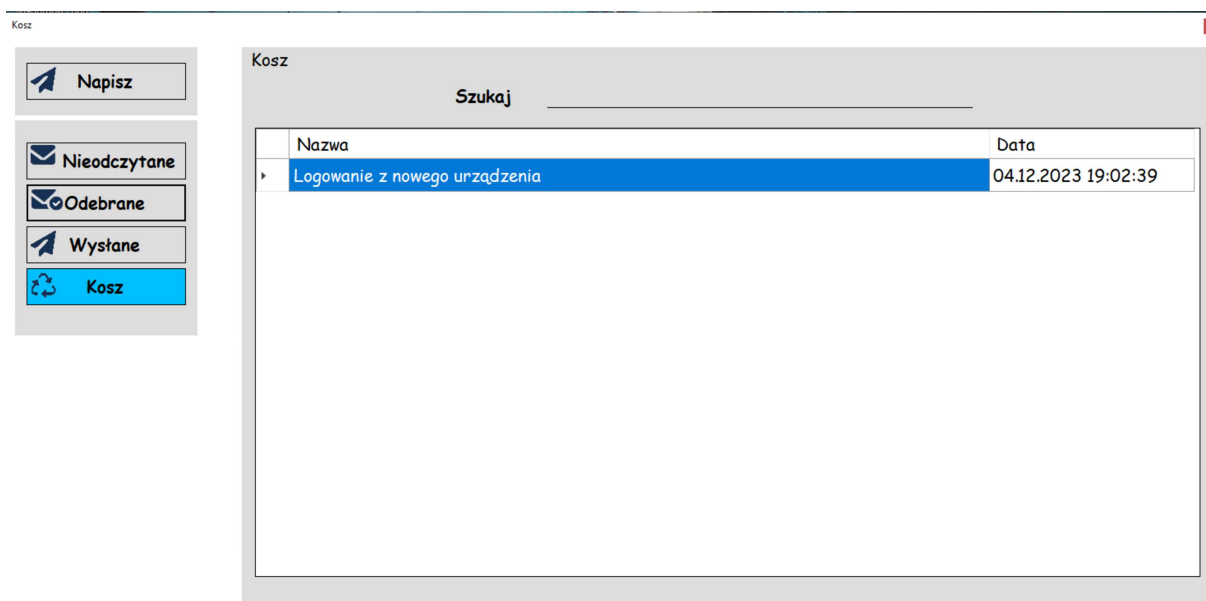 Kosz
Napisz
Nieodczytane
Odebrane
Wysłane
Kosz
Kosz
Szukaj
Nazwa Data
Logowanie z nowego urządzenia 04.12.2023 19:02:39